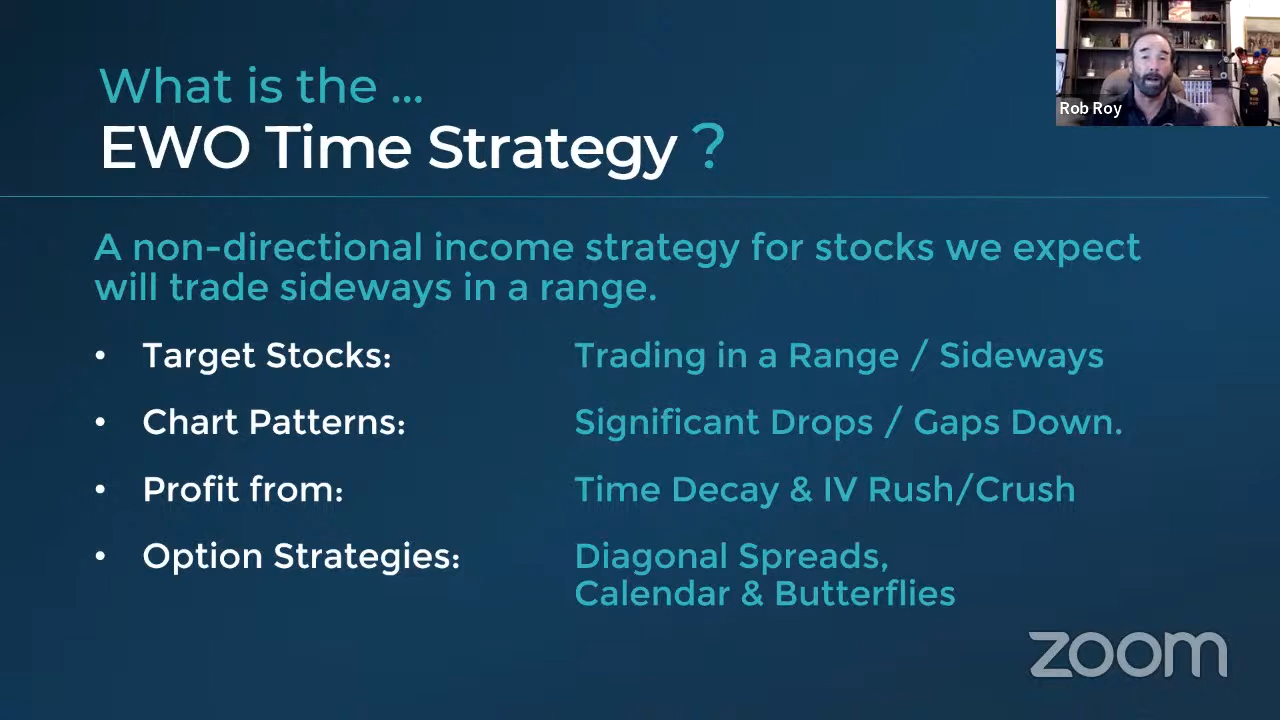 What is the ...
EWO Time Strategy ?
Rob Roy
A non-directional income strategy for stocks we expect
will trade sideways in a range.
• Target Stocks: Trading in a Range / Sideways
• Chart Patterns: Significant Drops / Gaps Down.
• Profit from: Time Decay & IV Rush/Crush
• Option Strategies: Diagonal Spreads,
Calendar & Butterflies
zoom